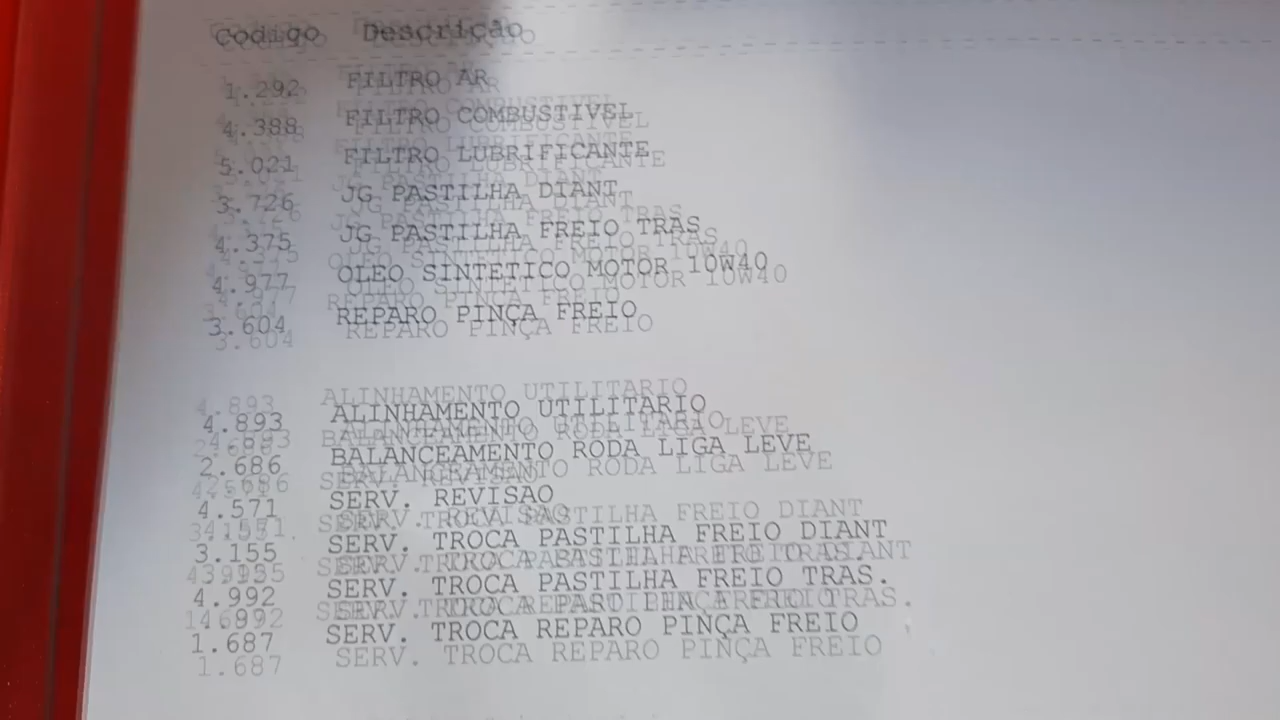 Código Descrição
1.292 FILTRO AR
4.388 FILTRO COMBUSTIVEL
5.021 FILTRO LUBRIFICANTE
3.726 JG PASTILHA DIANT
4.375 JG PASTILHA FREIO TRAS
4.977 OLEO SINTETICO MOTOR 10W40
3.604 REPARO PINÇA FREIO
4.893 ALINHAMENTO UTILITARIO
2.686 BALANCEAMENTO RODA LIGA LEVE
4.571 SERV. REVISAO
3.155 SERV. TROCA PASTILHA FREIO DIANT
4.992 SERV. TROCA PASTILHA FREIO TRAS.
1.687 SERV. TROCA REPARO PINÇA FREIO